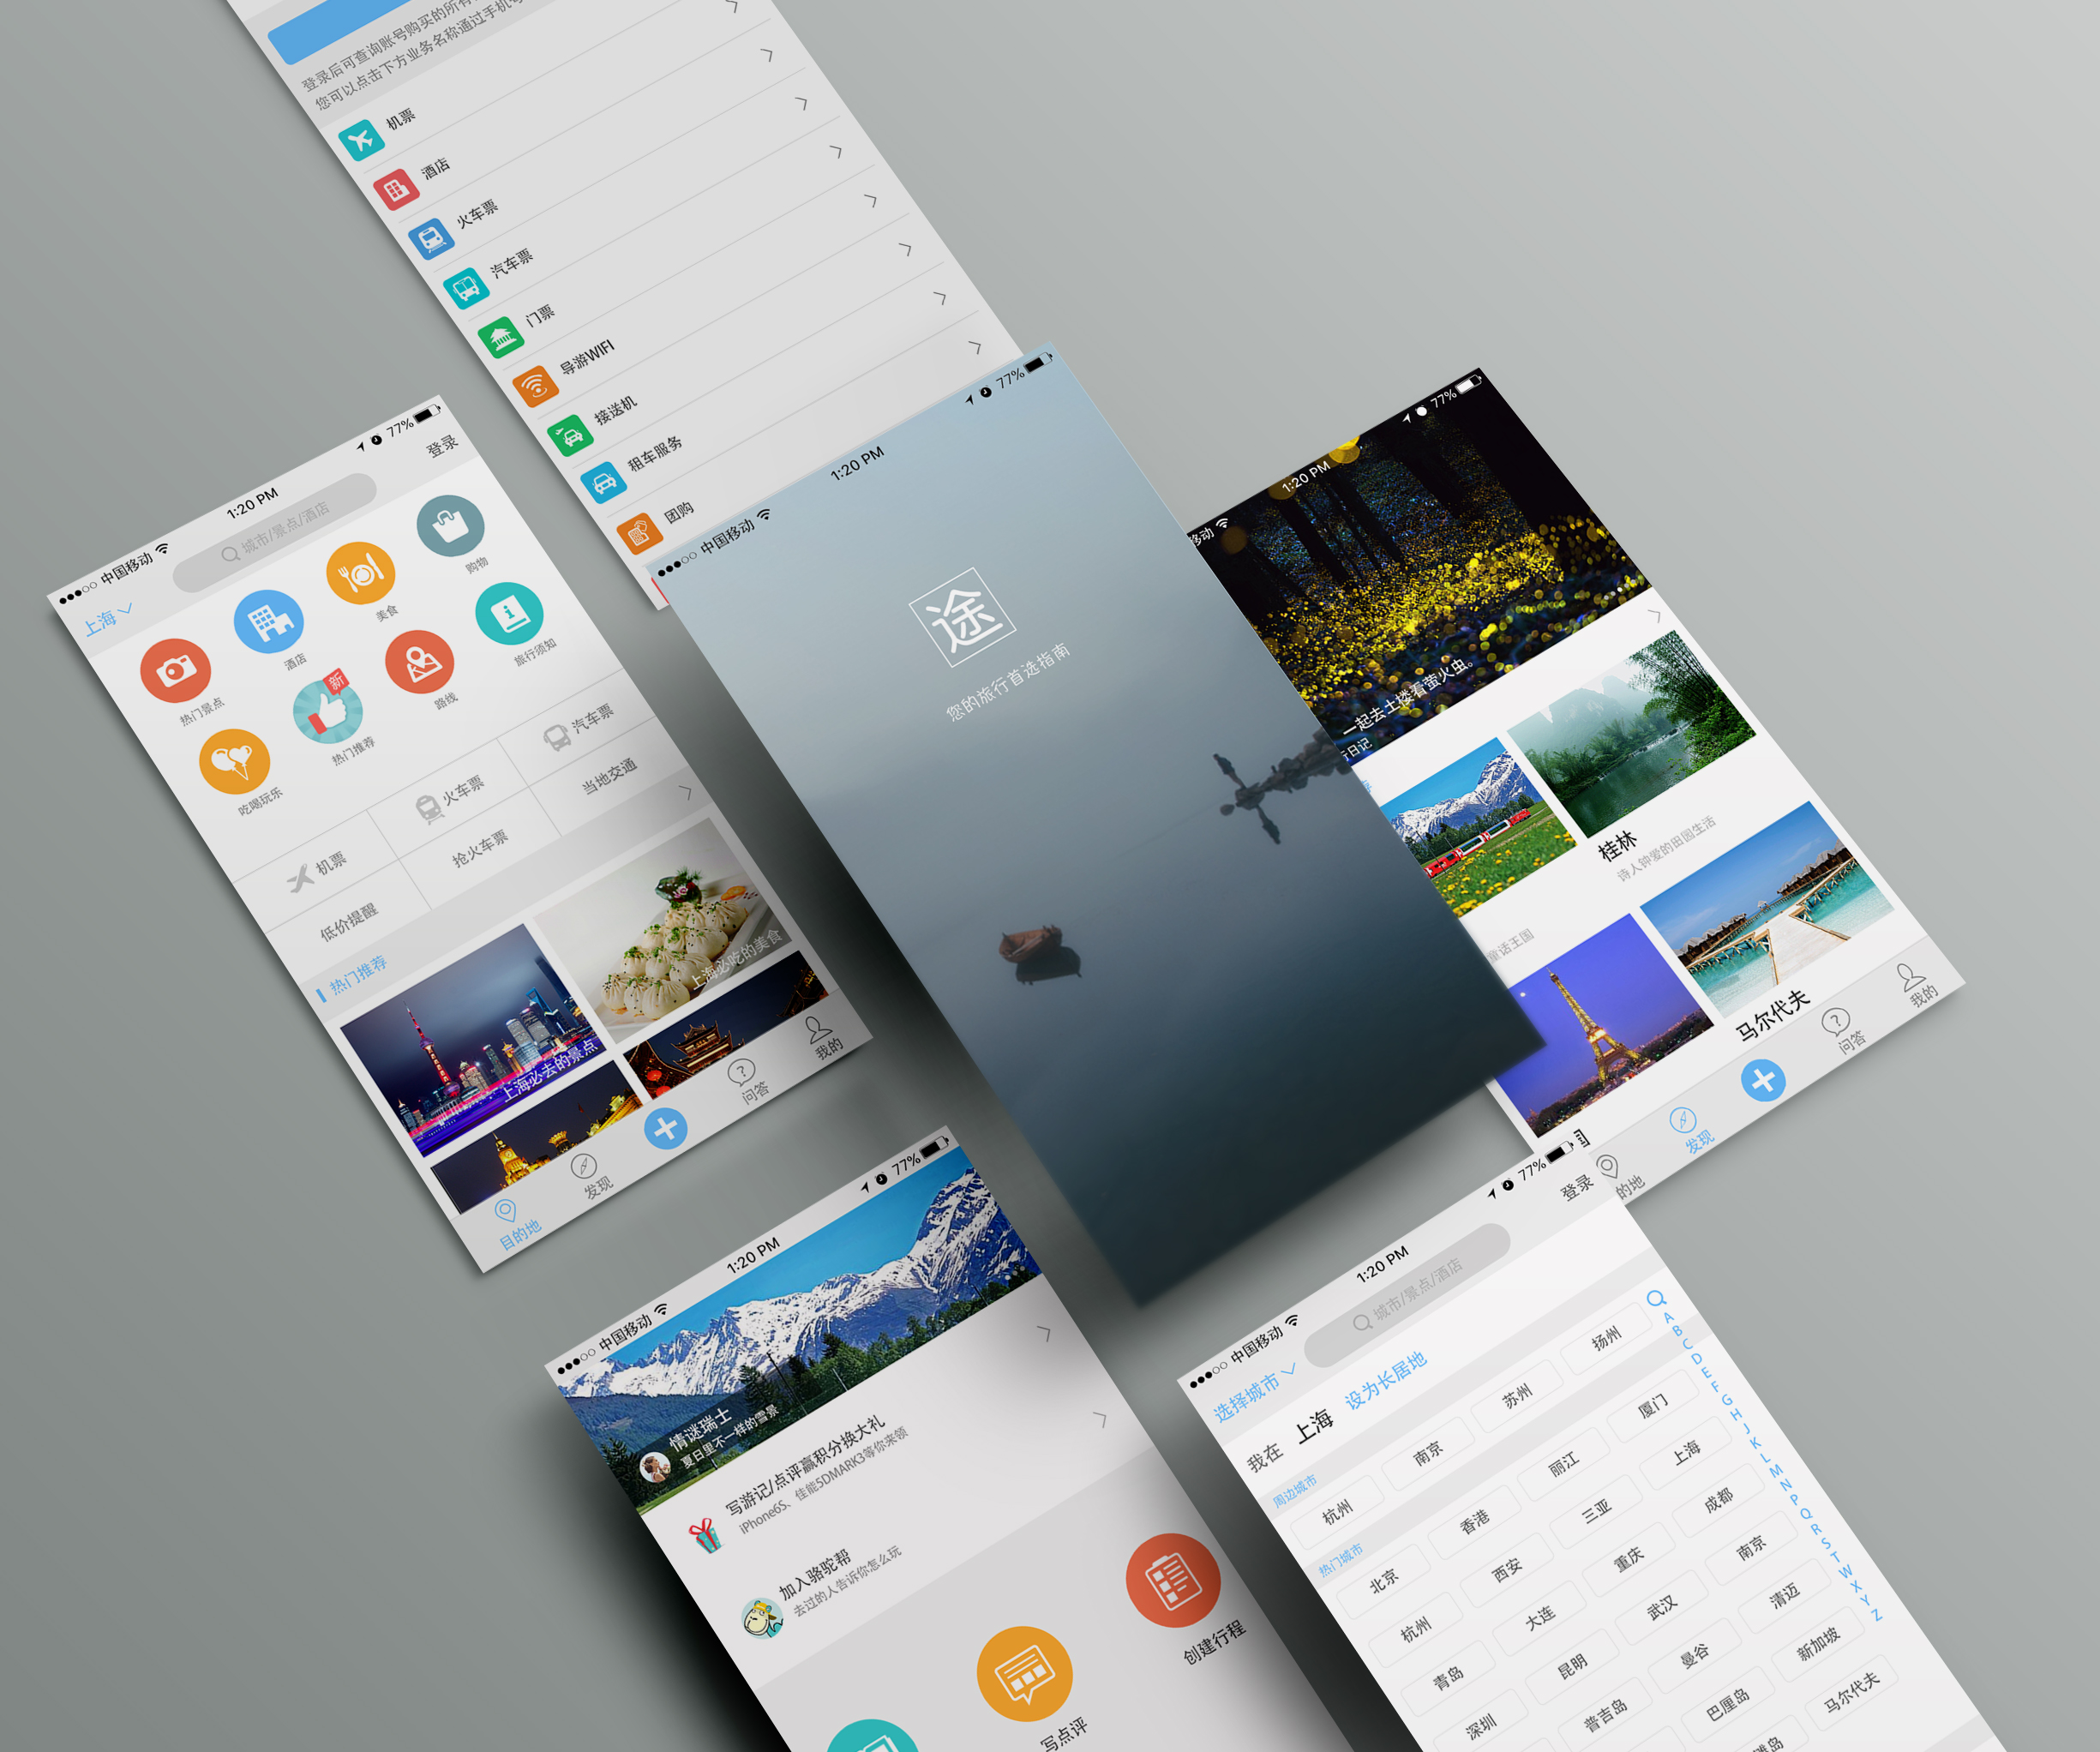 登录后可查询账号购买的所有
您可以点击下方业务名称通过手机号
机票
酒店
火车票
汽车票
门票
导游WIFI
接送机
租车服务
团购
中国移动
1:20 PM
77%
上海
城市/景点/酒店
登录
热门景点
酒店
美食
购物
吃喝玩乐
新
热门推荐
路线
旅行须知
机票
火车票
汽车票
低价提醒
抢火车票
当地交通
热门推荐
上海必去的景点
上海必吃的美食
目的地
发现
问答
我的
中国移动
1:20 PM
77%
途
您的旅行首选指南
移动
1:20 PM
77%
一起去土搂看萤火虫。
行日记
桂林
诗人钟爱的田园生活
童话王国
马尔代夫
的地
发现
问答
我的
中国移动
1:20 PM
77%
情谜瑞士
夏日里不一样的雪景
写游记/点评赢积分换大礼
iPhone6S、佳能5DMARK3等你来领
加入骆驼帮
去过的人告诉你怎么玩
写点评
创建行程
中国移动
1:20 PM
77%
选择城市
城市/景点/酒店
登录
我在 上海 设为长居地
周边城市
杭州 南京 苏州 扬州
热门城市
北京 香港 丽江 厦门
杭州 西安 三亚 上海
青岛 大连 重庆 成都
深圳 昆明 武汉 南京
普吉岛 曼谷 清迈
巴厘岛 新加坡
马尔代夫
A
B
C
D
E
F
G
H
J
K
L
M
N
P
Q
R
S
T
W
X
Y
Z